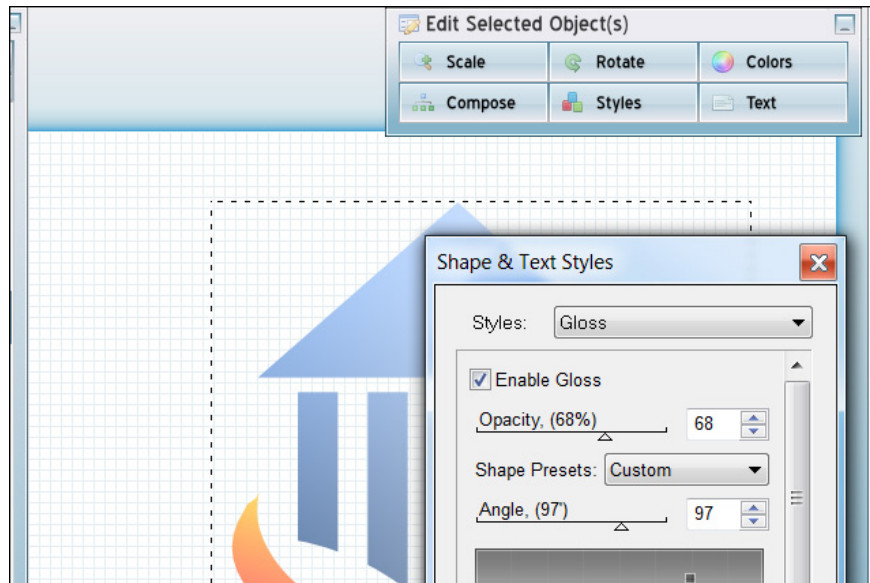 Edit Selected Object(s)
Scale Rotate Colors
Compose Styles Text
Shape & Text Styles
Styles: Gloss
Enable Gloss
Opacity, (68%) 68
Shape Presets: Custom
Angle, (97') 97